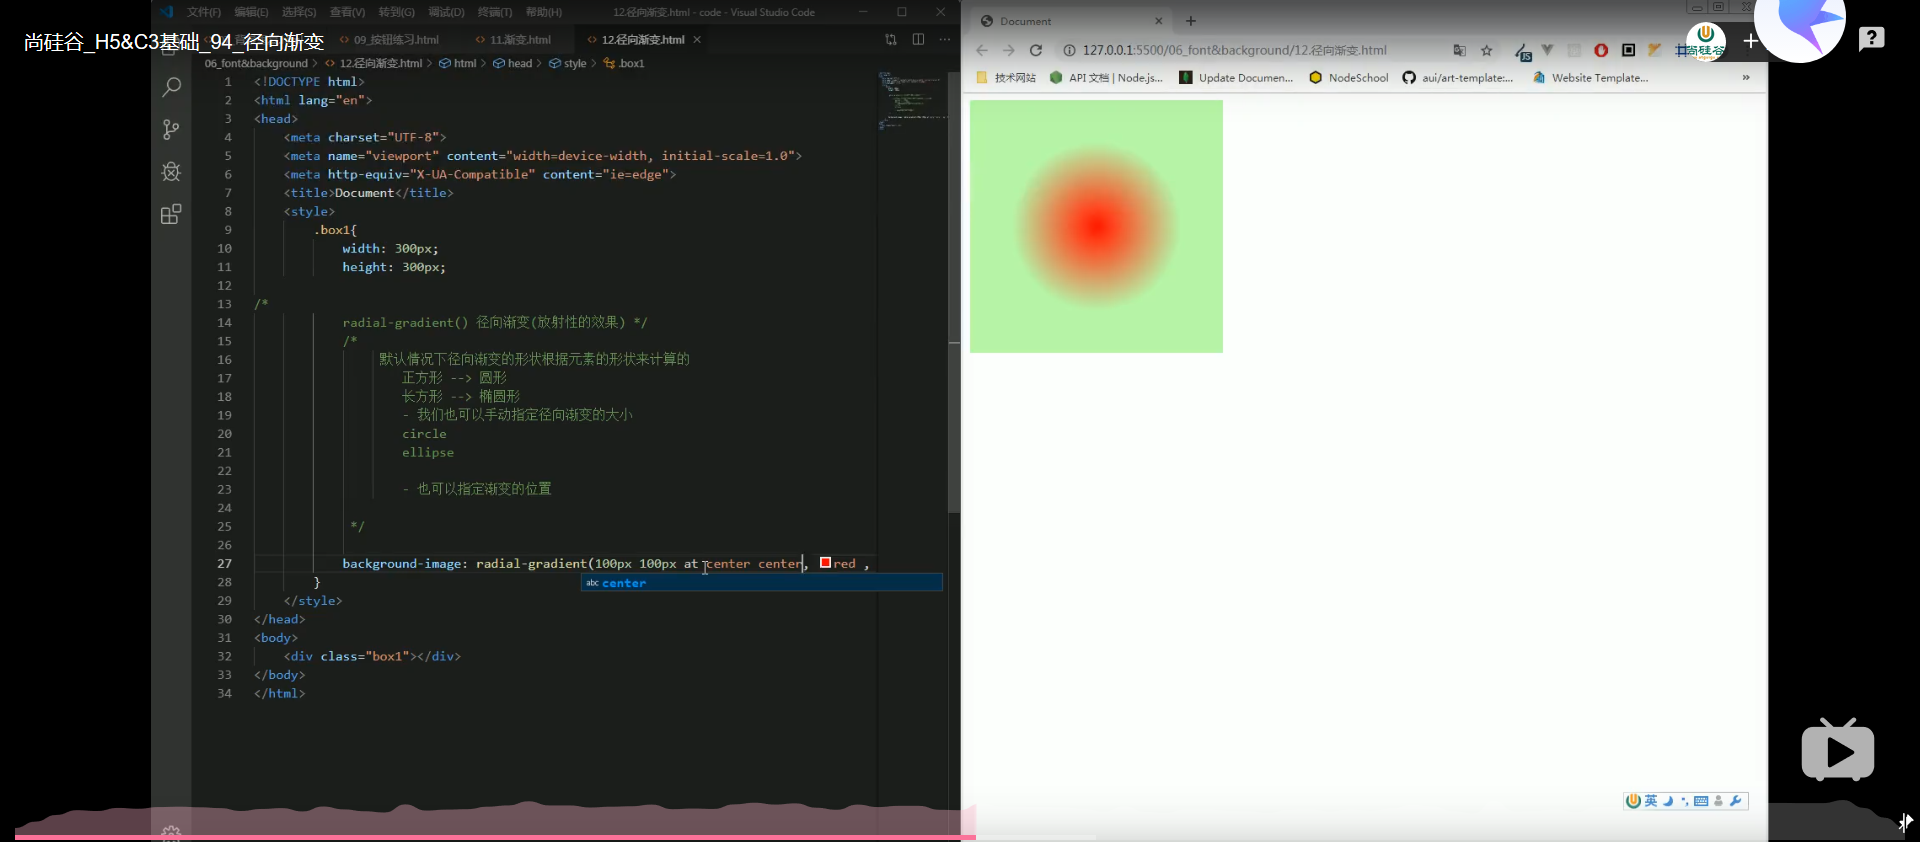 文件(F) 编辑(E) 选择(S) 查看(V) 转到(G) 调试(D) 终端(T) 帮助(H) 12.径向渐变.html - code - Visual Studio Code
尚硅谷_H5&C3基础_94_径向渐变
09_按钮练习.html 11.渐变.html 12.径向渐变.html
06_font&background > 12.径向渐变.html > html > head > style > .box1
1 <!DOCTYPE html>
2 <html lang="en">
3 <head>
4 <meta charset="UTF-8">
5 <meta name="viewport" content="width=device-width, initial-scale=1.0">
6 <meta http-equiv="X-UA-Compatible" content="ie=edge">
7 <title>Document</title>
8 <style>
9 .box1{
10 width: 300px;
11 height: 300px;
12
13 /*
14 radial-gradient() 径向渐变(放射性的效果) */
15 /*
16 默认情况下径向渐变的形状根据元素的形状来计算的
17 正方形 --> 圆形
18 长方形 --> 椭圆形
19 - 我们也可以手动指定径向渐变的大小
20 circle
21 ellipse
22
23 - 也可以指定渐变的位置
24
25 */
26
27 background-image: radial-gradient(100px 100px at center center, red ,
28 }
abc center
29 </style>
30 </head>
31 <body>
32 <div class="box1"></div>
33 </body>
34 </html>
Document
127.0.0.1:5500/06_font&background/12.径向渐变.html
技术网站 API 文档 | Node.js... Update Documen... NodeSchool aui/art-template:... Website Template... »
尚硅谷
英